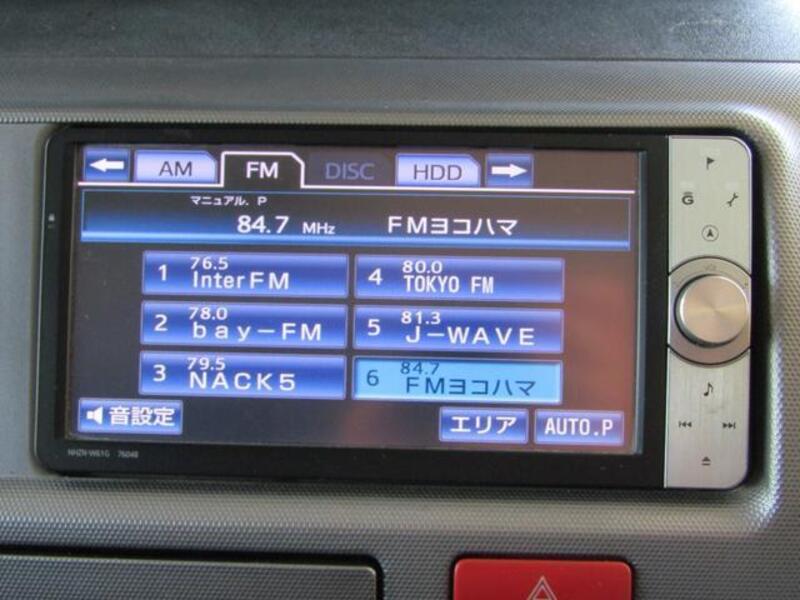 AM FM DISC HDD
マニュアル. P
84.7 MHz FMヨコハマ
1 76.5 InterFM
2 78.0 bay-FM
3 79.5 NACK5
4 80.0 TOKYO FM
5 81.3 J-WAVE
6 84.7 FMヨコハマ
音設定 エリア AUTO.P
NHZN-W61G 76048
G